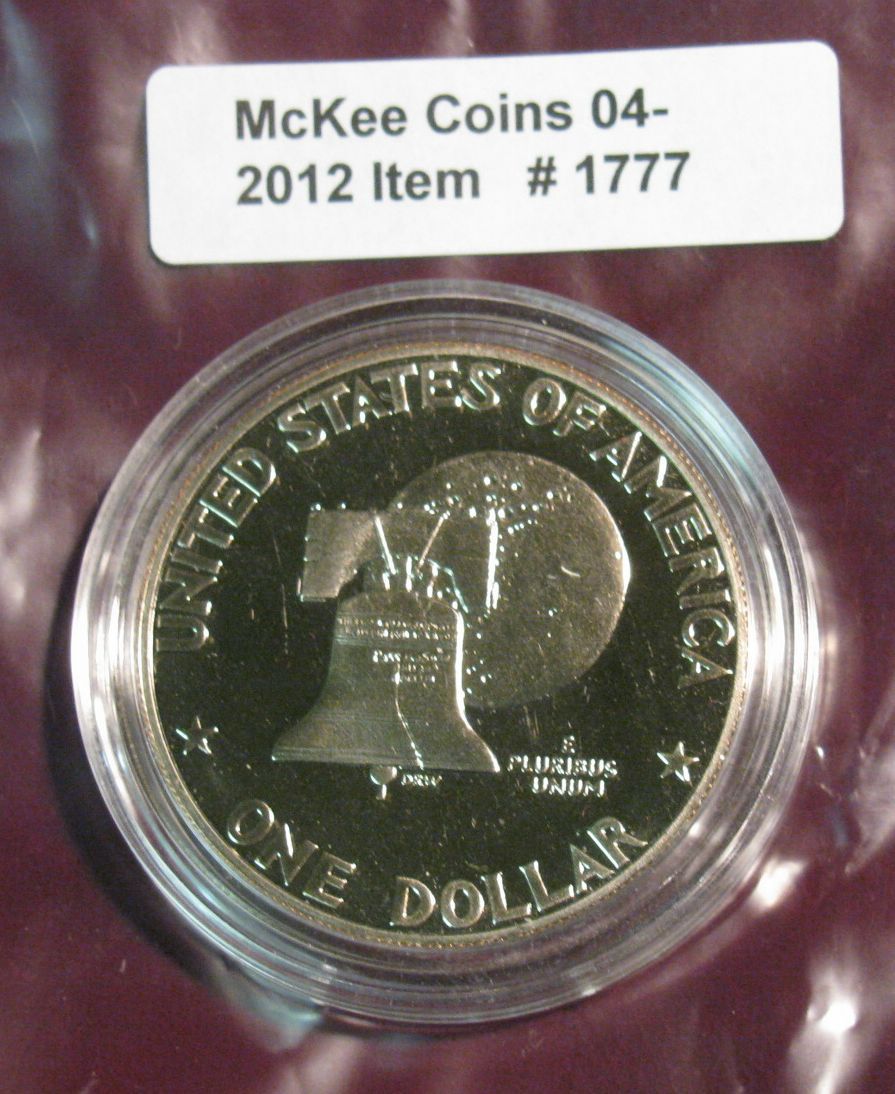 McKee Coins 04-
2012 Item # 1777
UNITED STATES OF AMERICA
E
PLURIBUS
UNUM
ONE DOLLAR